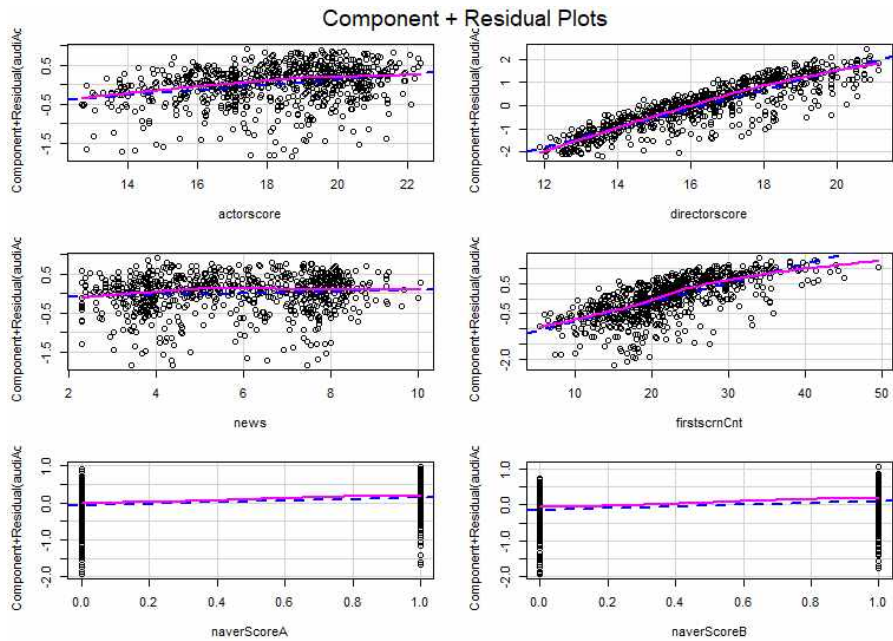 Component + Residual Plots
Component+Residual(audiAc
0.5
-0.5
-1.5
14 16 18 20 22
actorscore
Component+Residual(audiAc
2
1
0
-1
-2
12 14 16 18 20
directorscore
Component+Residual(audiAc
0.5
-0.5
-1.5
2 4 6 8 10
news
Component+Residual(audiAc
0.5
-0.5
-2.0
10 20 30 40 50
firstscrnCnt
Component+Residual(audiAc
1.0
0.0
-1.0
-2.0
0.0 0.2 0.4 0.6 0.8 1.0
naverScoreA
Component+Residual(audiAc
1.0
0.0
-1.0
-2.0
0.0 0.2 0.4 0.6 0.8 1.0
naverScoreB